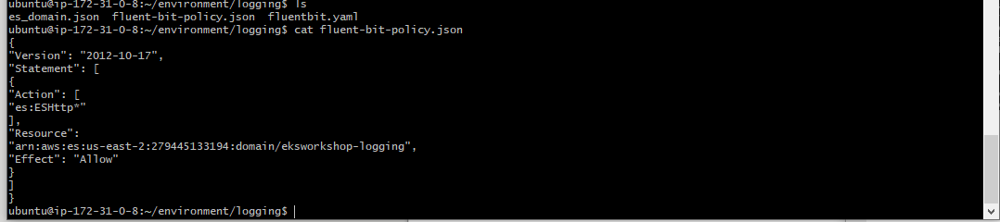 ubuntu@ip-172-31-0-8:~/environment/logging$ ls
es_domain.json  fluent-bit-policy.json  fluentbit.yaml
ubuntu@ip-172-31-0-8:~/environment/logging$ cat fluent-bit-policy.json
{
"Version": "2012-10-17",
"Statement": [
{
"Action": [
"es:ESHttp*"
],
"Resource":
"arn:aws:es:us-east-2:279445133194:domain/eksworkshop-logging",
"Effect": "Allow"
}
]
}
ubuntu@ip-172-31-0-8:~/environment/logging$